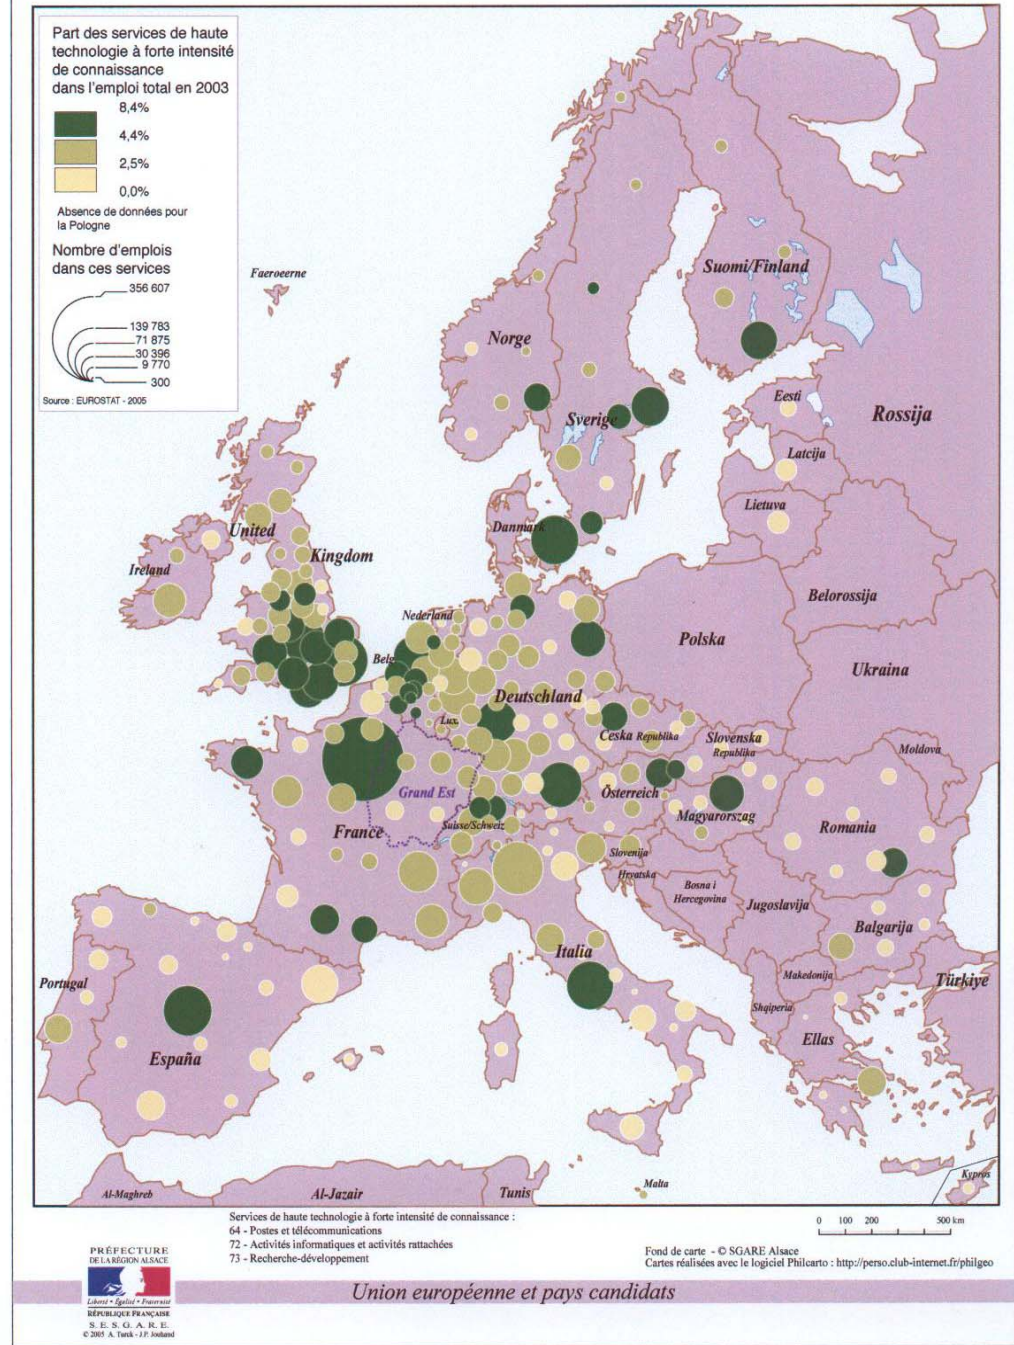 Part des services de haute
technologie à forte intensité
de connaissance
dans l'emploi total en 2003
8,4%
4,4%
2,5%
0,0%
Absence de données pour
la Pologne
Nombre d'emplois
dans ces services
356 607
139 783
71 875
30 396
9 770
300
Source : EUROSTAT - 2005
Faeroeerne
Suomi/Finland
Norge
Sverige
Eesti
Rossija
Latcija
Lietuva
Danmark
United
Kingdom
Ireland
Belorossija
Nederland
Polska
Belg.
Ukraina
Deutschland
Lux.
Ceska Republika
Slovenska
Republika
Moldova
Grand Est
Österreich
Magyarorszag
Romania
France
Suisse/Schweiz
Slovenija
Hrvatska
Bosna i
Hercegovina
Jugoslavija
Balgarija
Italia
Portugal
Makedonija
Türkiye
Shqiperia
Ellas
España
Malta
Kypros
Al-Maghreb
Al-Jazair
Tunis
Services de haute technologie à forte intensité de connaissance :
64 - Postes et télécommunications
72 - Activités informatiques et activités rattachées
73 - Recherche-développement
0 100 200 500 km
Fond de carte - © SGARE Alsace
Cartes réalisées avec le logiciel Philcarto : http://perso.club-internet.fr/philgeo
PRÉFECTURE
DE LA RÉGION ALSACE
Liberté • Égalité • Fraternité
RÉPUBLIQUE FRANÇAISE
S. E. S. G. A. R. E.
© 2005 A. Turck - J.P. Joulund
Union européenne et pays candidats